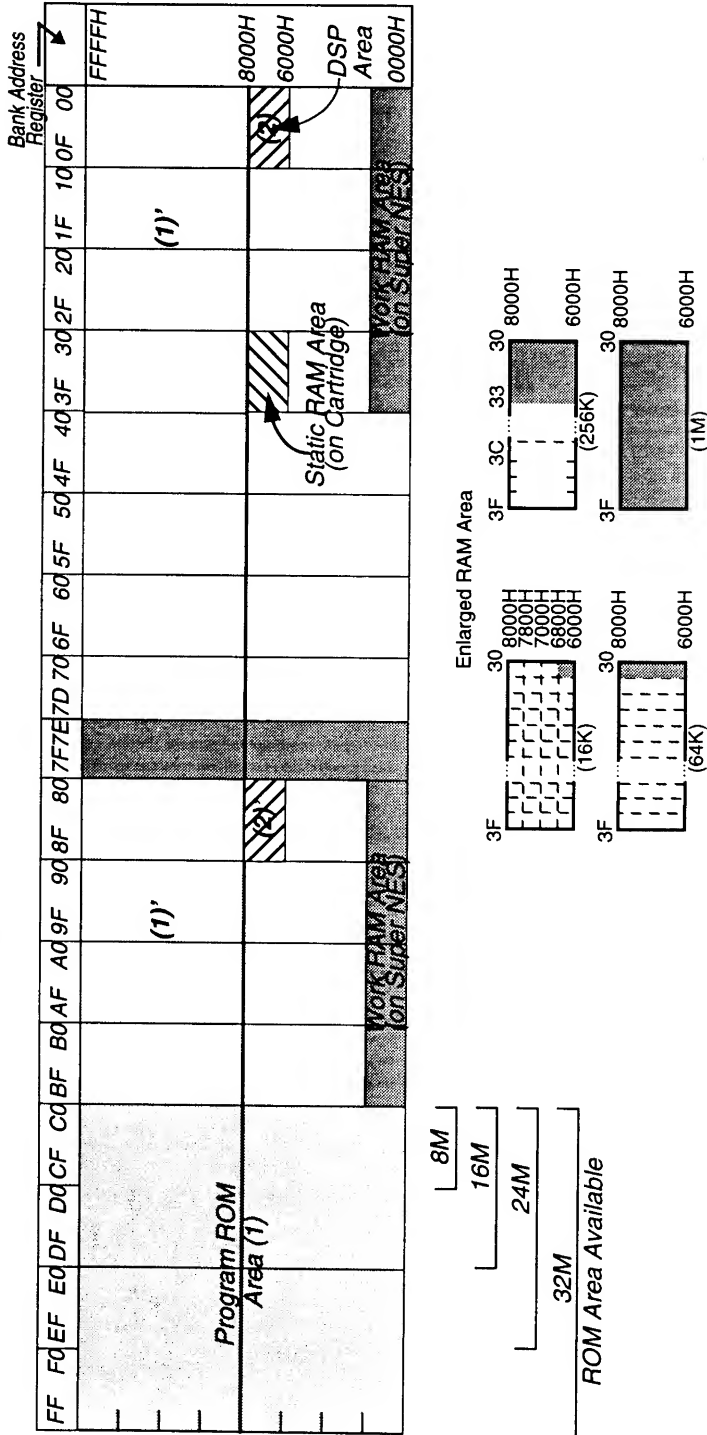 Bank Address
Register
FF F0 EF E0 DF D0 CF C0 BF B0 AF A0 9F 90 8F 80 7F 7E 7D 70 6F 60 5F 50 4F 40 3F 30 2F 20 1F 10 0F 00
FFFFH
8000H
6000H
DSP
Area
0000H
(1)'
(1)'
(2)'
(2)
Program ROM
Area (1)
Work RAM Area
(on Super NES)
Static RAM Area
(on Cartridge)
Work RAM Area
(on Super NES)
8M
16M
24M
32M
ROM Area Available
Enlarged RAM Area
3F 30
8000H
7800H
7000H
6800H
6000H
(16K)
3F 3C 33 30
8000H
6000H
(256K)
3F 30
8000H
6000H
(64K)
3F 30
8000H
6000H
(1M)